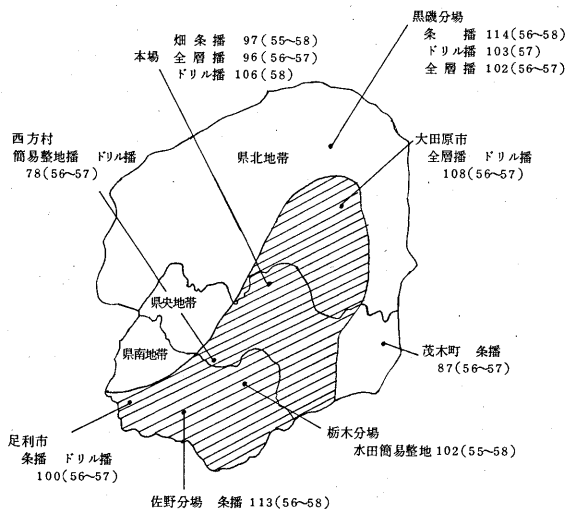 黒磯分場
条 播 114(56~58)
ドリル播 103(57)
全層播 102(56~57)
畑条播 97(55~58)
本場 全層播 96(56~57)
ドリル播 106(58)
西方村
簡易整地播 ドリル播
78(56~57)
大田原市
全層播 ドリル播
108(56~57)
県北地帯
県央地帯
県南地帯
茂木町 条播
87(56~57)
足利市
条播 ドリル播
100(56~57)
栃木分場
水田簡易整地 102(55~58)
佐野分場 条播 113(56~58)